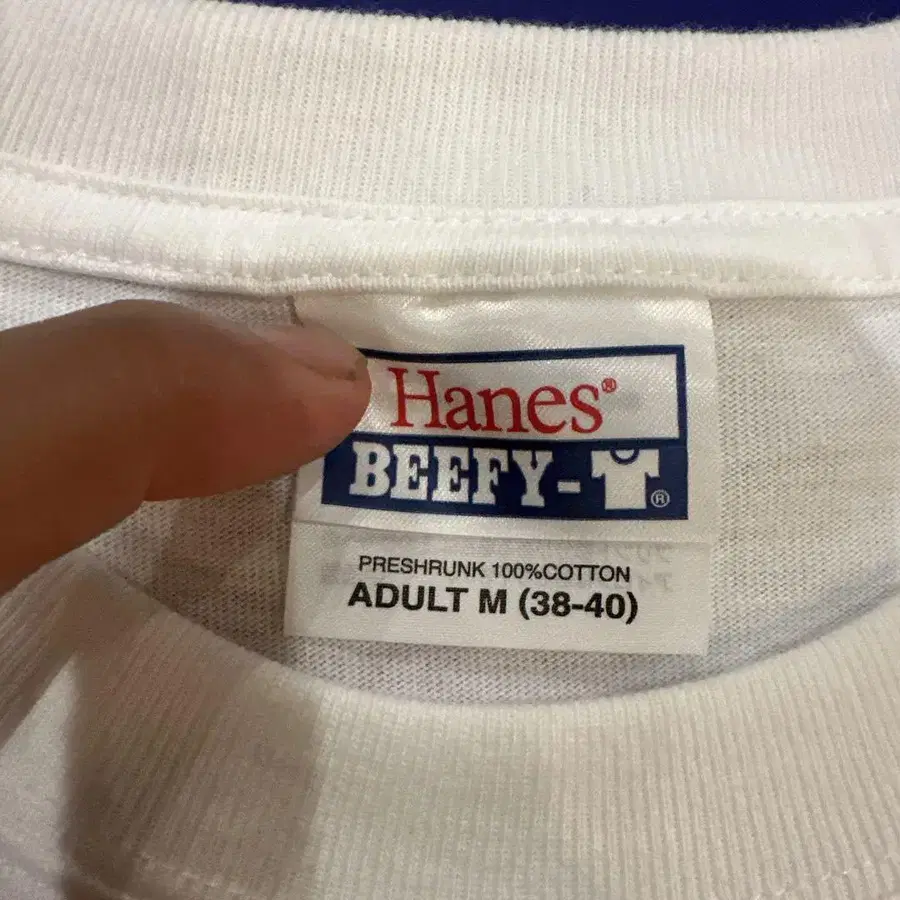 Hanes®
BEEFY-®
PRESHRUNK 100%COTTON
ADULT M (38-40)